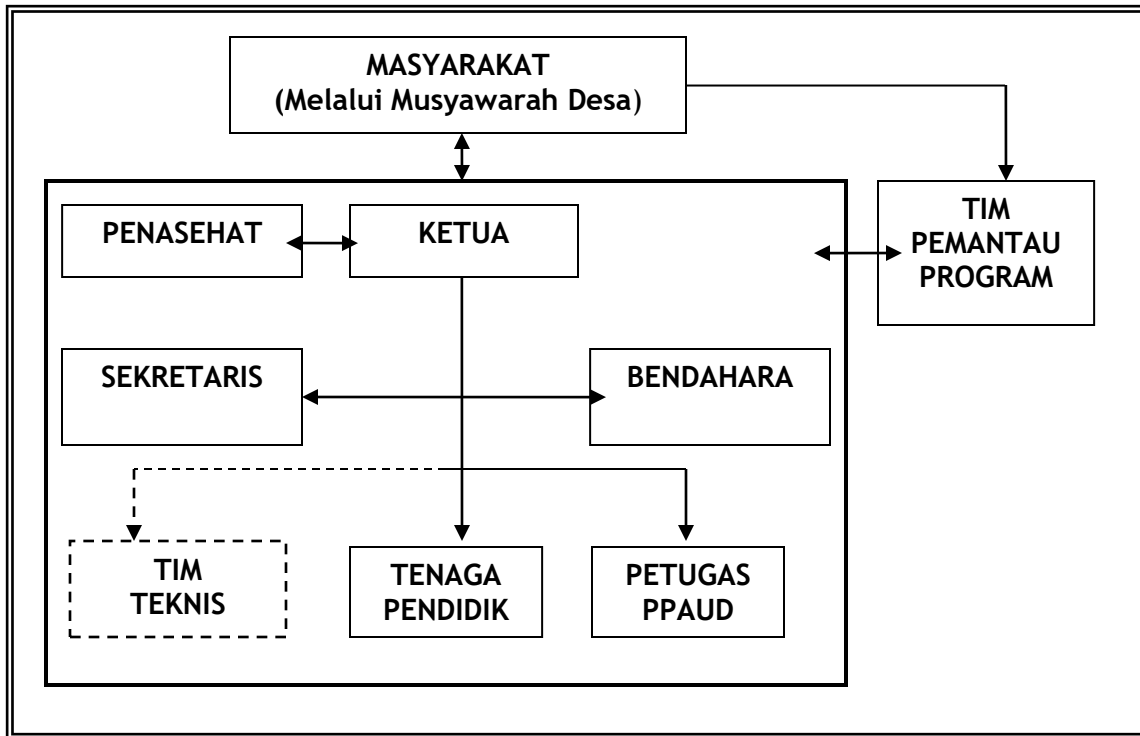 MASYARAKAT
(Melalui Musyawarah Desa)
PENASEHAT
KETUA
TIM
PEMANTAU
PROGRAM
SEKRETARIS
BENDAHARA
TIM
TEKNIS
TENAGA
PENDIDIK
PETUGAS
PPAUD